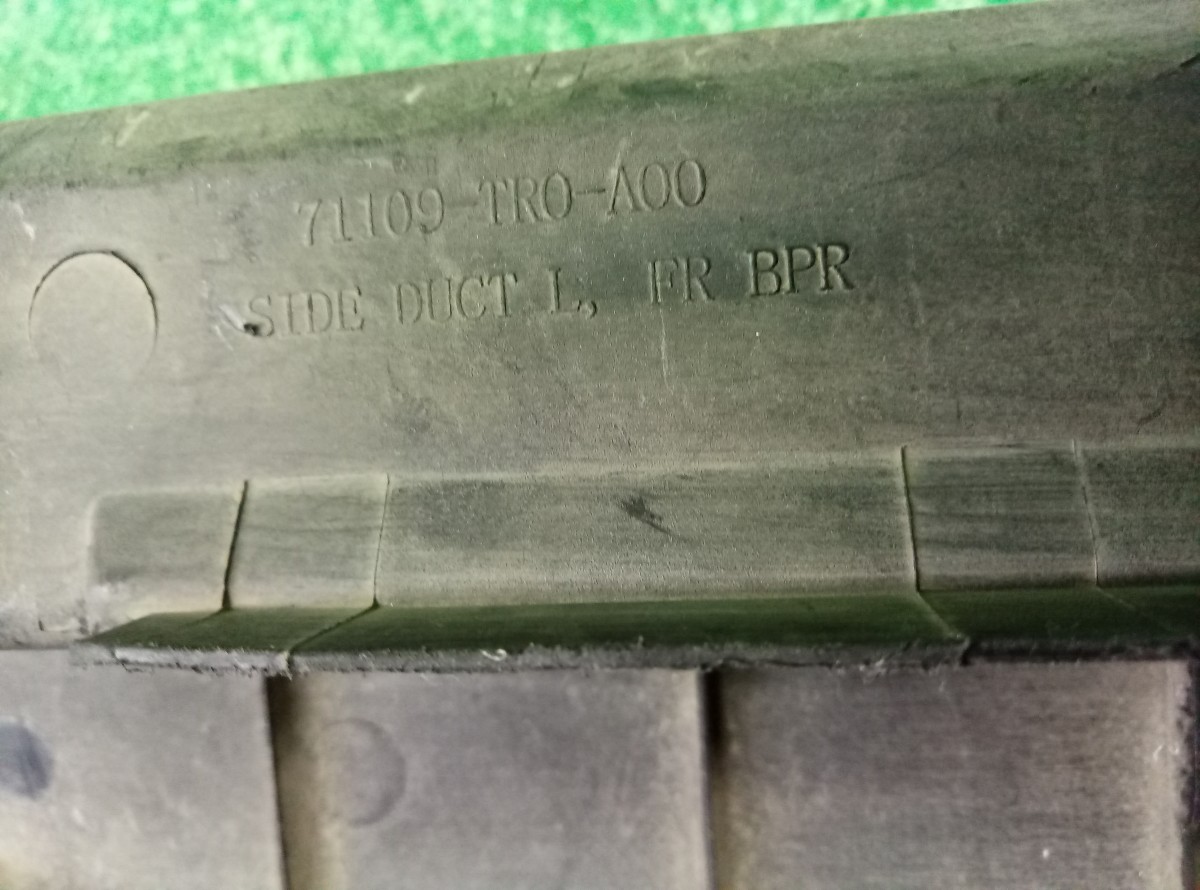 71109-TR0-A00
SIDE DUCT L, FR BPR